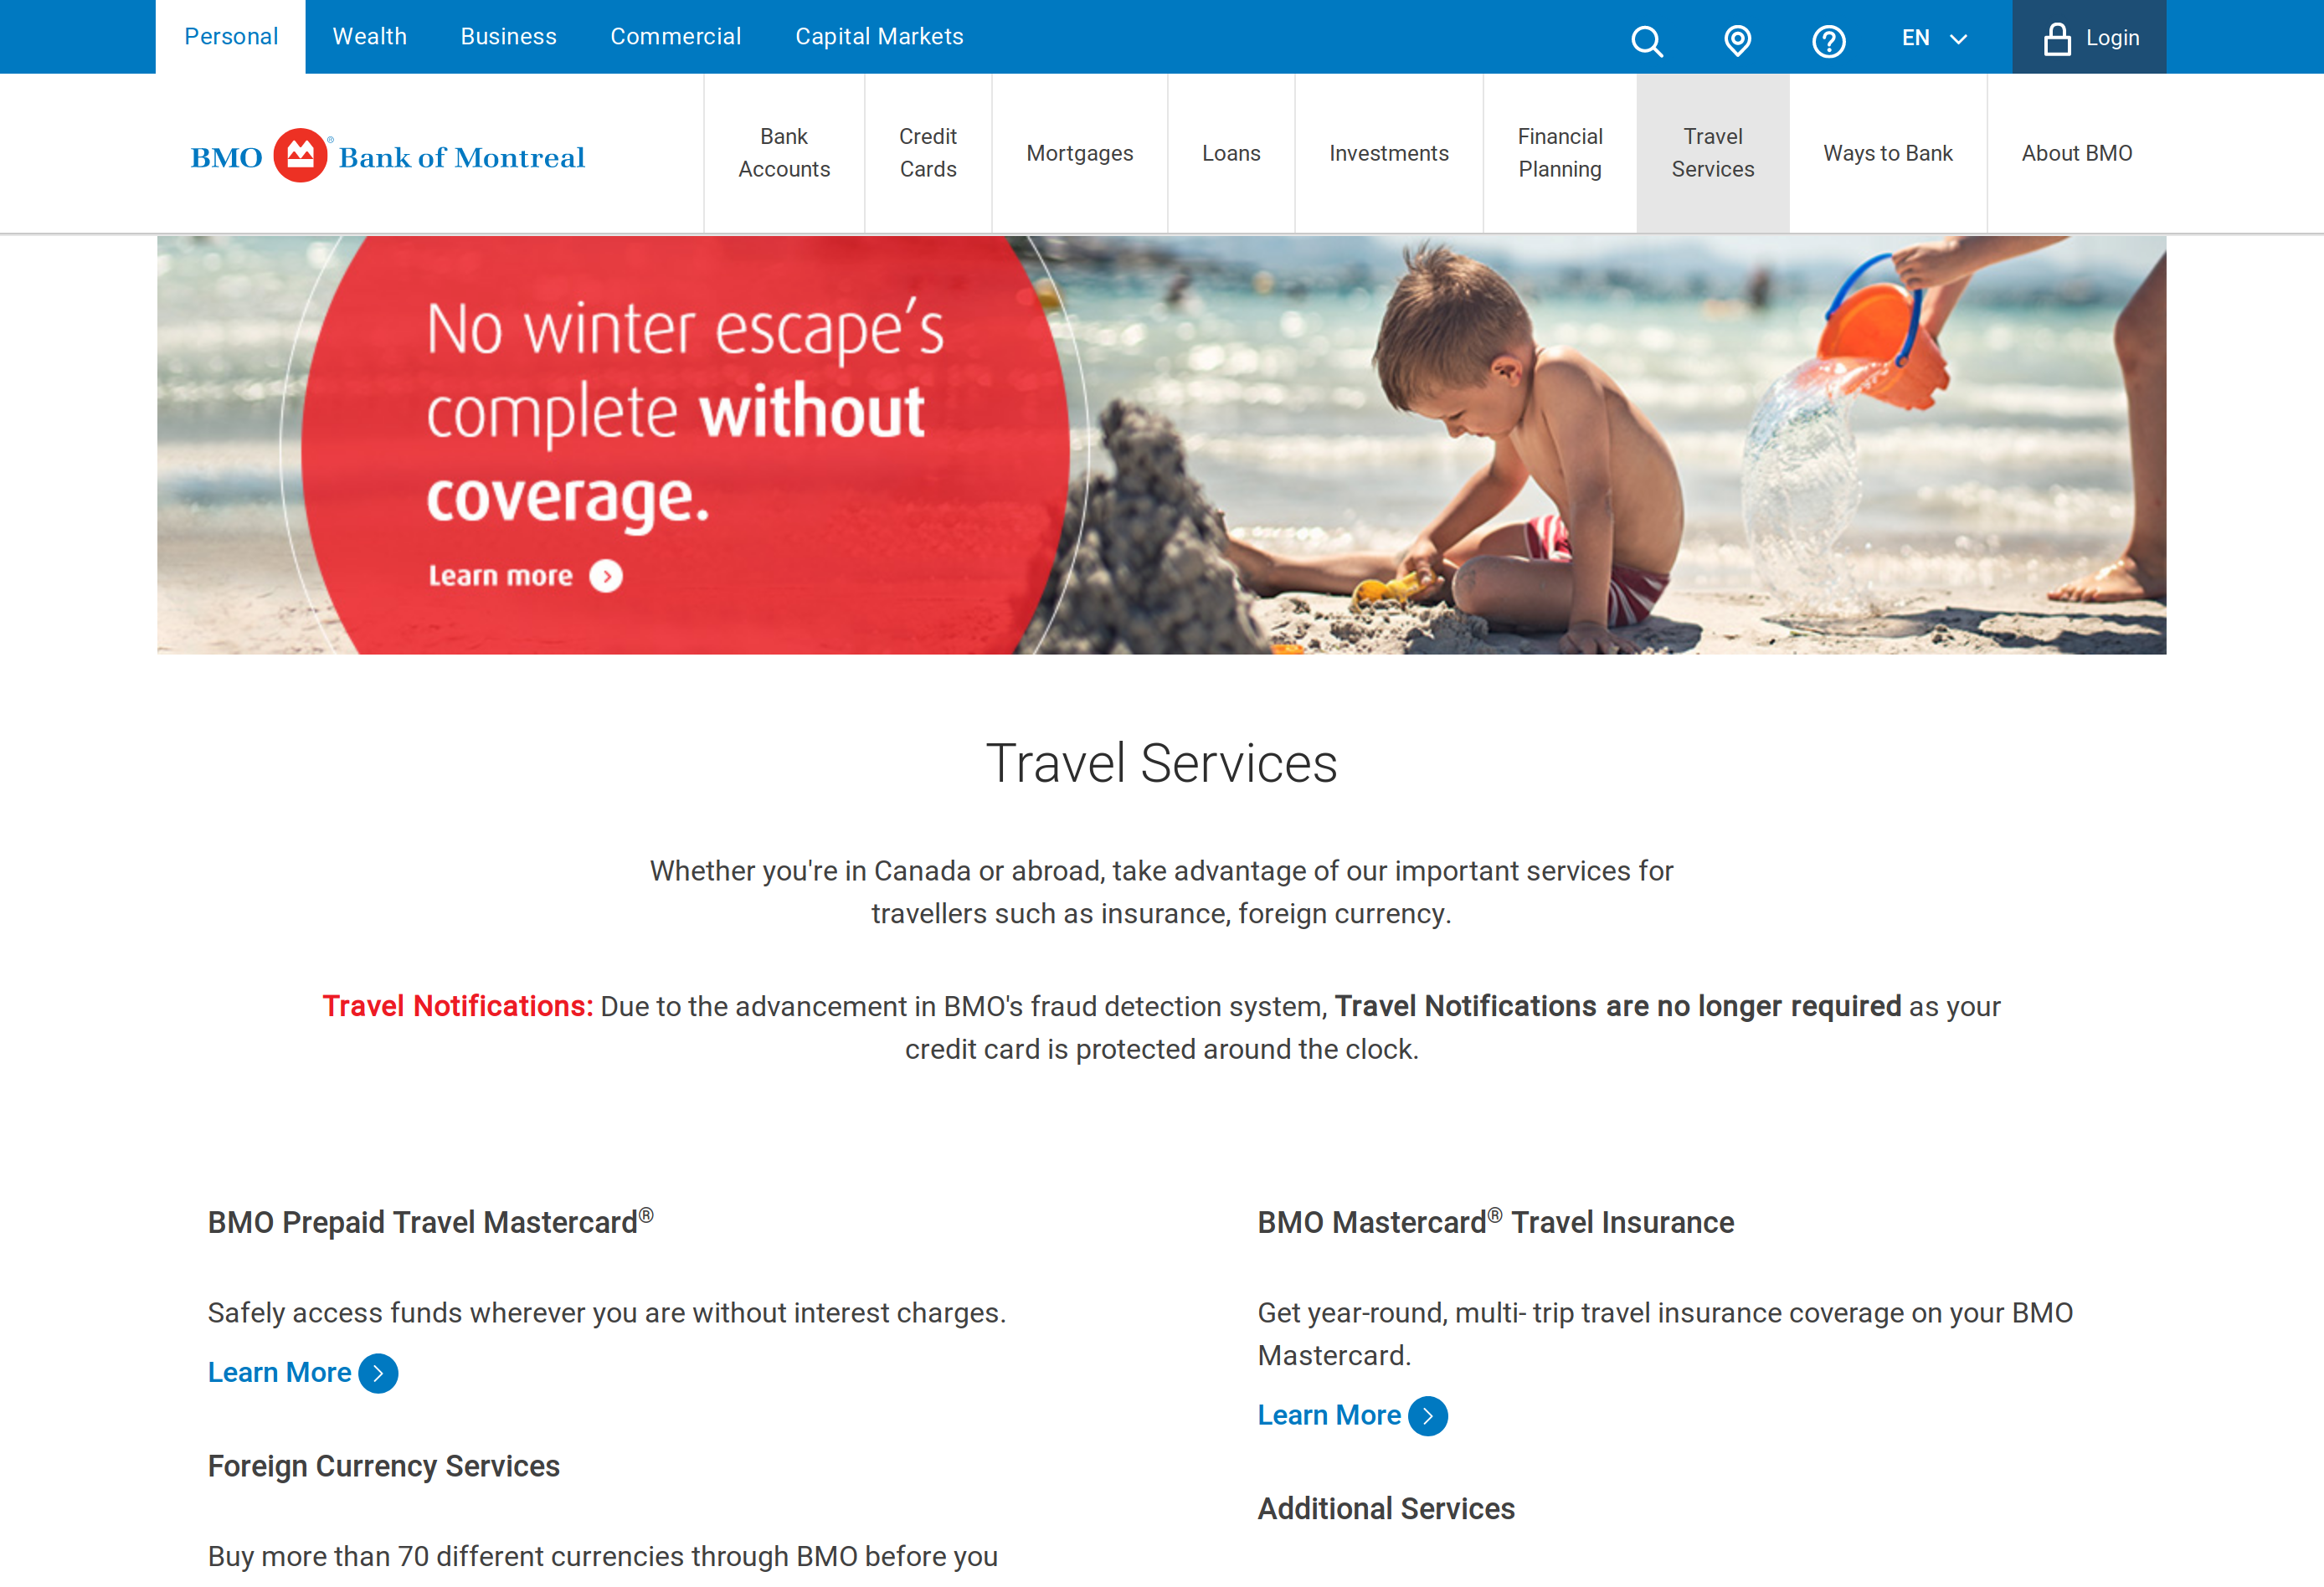 Personal
Wealth
Business
Commercial
Capital Markets
EN
Login
BMO Bank of Montreal®
Bank
Accounts
Credit
Cards
Mortgages
Loans
Investments
Financial
Planning
Travel
Services
Ways to Bank
About BMO
No winter escape's
complete without
coverage.
Learn more
Travel Services
Whether you're in Canada or abroad, take advantage of our important services for
travellers such as insurance, foreign currency.
Travel Notifications: Due to the advancement in BMO's fraud detection system, Travel Notifications are no longer required as your
credit card is protected around the clock.
BMO Prepaid Travel Mastercard®
Safely access funds wherever you are without interest charges.
Learn More
Foreign Currency Services
Buy more than 70 different currencies through BMO before you
BMO Mastercard® Travel Insurance
Get year-round, multi- trip travel insurance coverage on your BMO
Mastercard.
Learn More
Additional Services